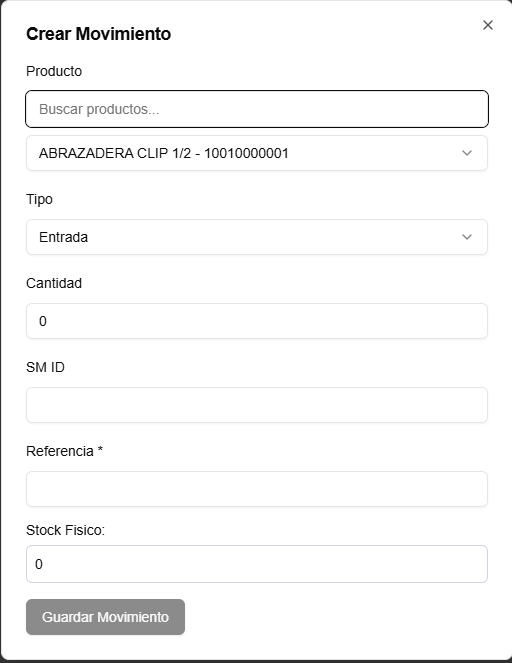 Crear Movimiento
Producto
Buscar productos...
ABRAZADERA CLIP 1/2 - 10010000001
Tipo
Entrada
Cantidad
0
SM ID
Referencia *
Stock Fisico:
0
Guardar Movimiento